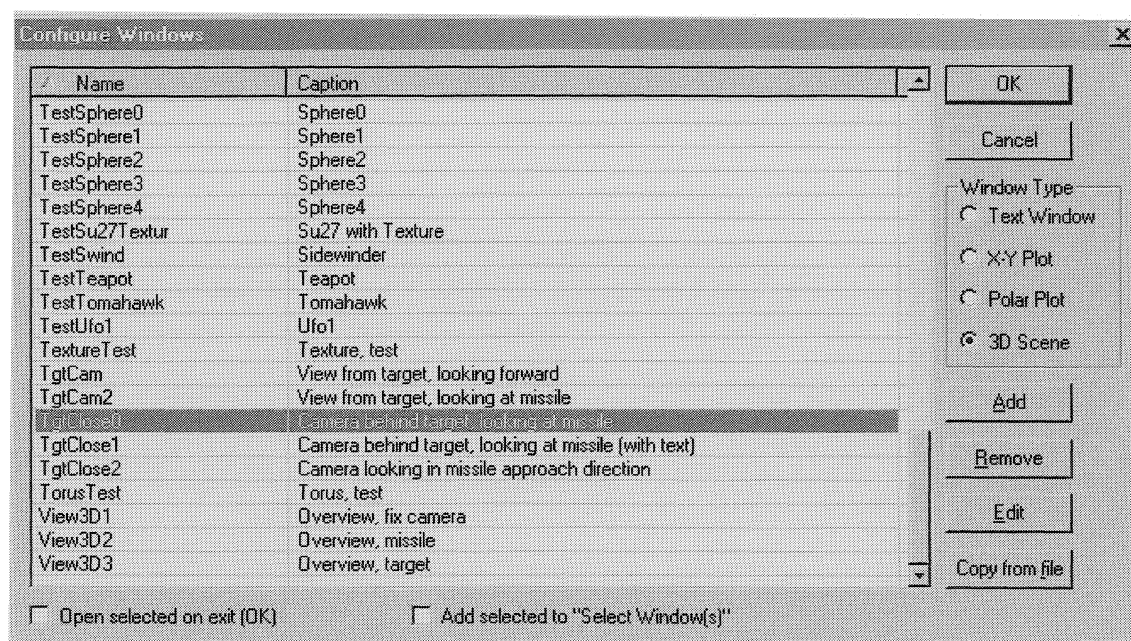 Configure Windows
Name Caption
TestSphere0 Sphere0
TestSphere1 Sphere1
TestSphere2 Sphere2
TestSphere3 Sphere3
TestSphere4 Sphere4
TestSu27Textur Su27 with Texture
TestSwind Sidewinder
TestTeapot Teapot
TestTomahawk Tomahawk
TestUfo1 Ufo1
TextureTest Texture, test
TgtCam View from target, looking forward
TgtCam2 View from target, looking at missile
TgtClose0 Camera behind target, looking at missile
TgtClose1 Camera behind target, looking at missile (with text)
TgtClose2 Camera looking in missile approach direction
TorusTest Torus, test
View3D1 Overview, fix camera
View3D2 Overview, missile
View3D3 Overview, target
Open selected on exit (OK) Add selected to "Select Window(s)"
OK
Cancel
Window Type
Text Window
X-Y Plot
Polar Plot
3D Scene
Add
Remove
Edit
Copy from file